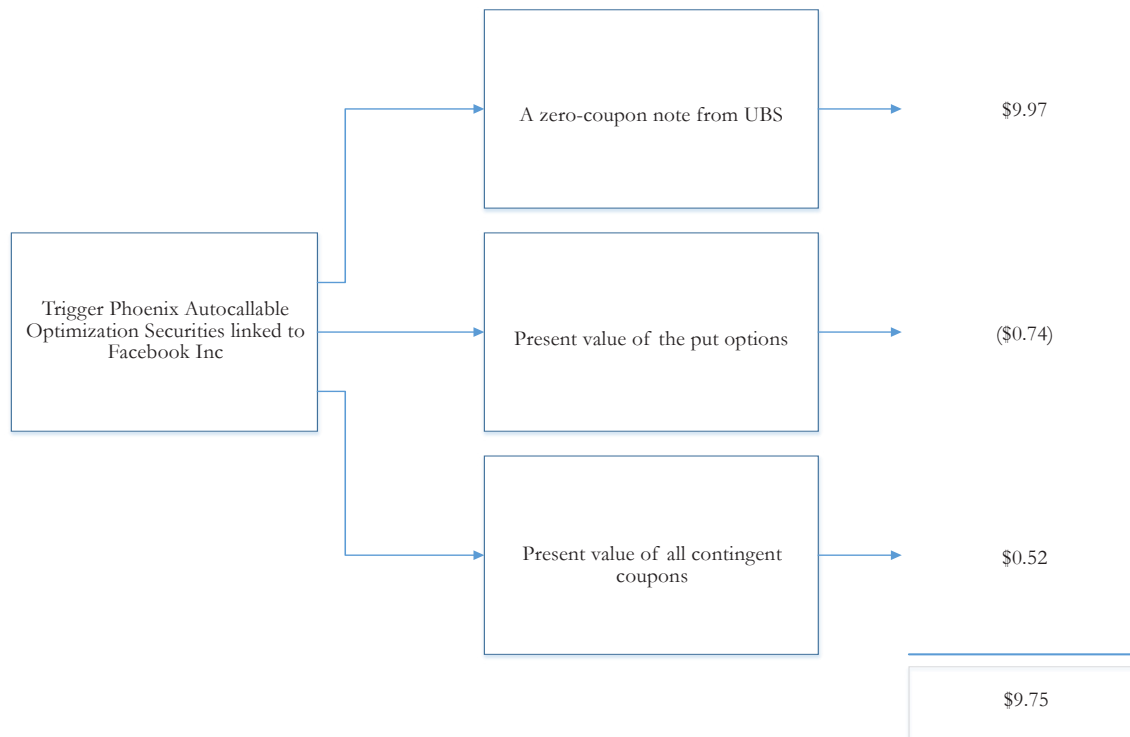 A zero-coupon note from UBS
$9.97
Trigger Phoenix Autocallable
Optimization Securities linked to
Facebook Inc
Present value of the put options
($0.74)
Present value of all contingent
coupons
$0.52
$9.75